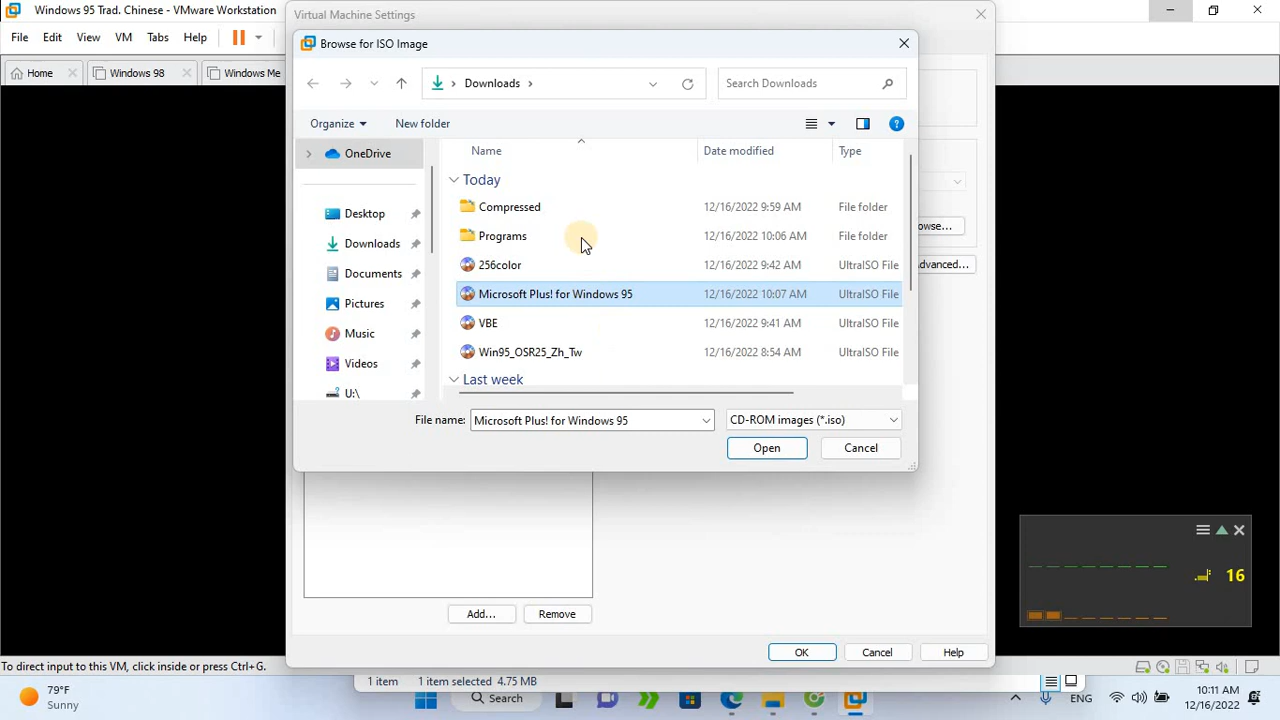 Windows 95 Trad. Chinese - VMware Workstation
Virtual Machine Settings
File Edit View VM Tabs Help
Home Windows 98 Windows Me
Browse for ISO Image
Downloads
Search Downloads
Organize New folder
OneDrive
Desktop
Downloads
Documents
Pictures
Music
Videos
U:\
Name Date modified Type
Today
Compressed 12/16/2022 9:59 AM File folder
Programs 12/16/2022 10:06 AM File folder
256color 12/16/2022 9:42 AM UltraISO File
Microsoft Plus! for Windows 95 12/16/2022 10:07 AM UltraISO File
VBE 12/16/2022 9:41 AM UltraISO File
Win95_OSR25_Zh_Tw 12/16/2022 8:54 AM UltraISO File
Last week
File name: Microsoft Plus! for Windows 95 CD-ROM images (*.iso)
Open Cancel
owse...
dvanced...
16
Add... Remove
OK Cancel Help
To direct input to this VM, click inside or press Ctrl+G.
1 item 1 item selected 4.75 MB
79°F
Sunny
Search
ENG
10:11 AM
12/16/2022